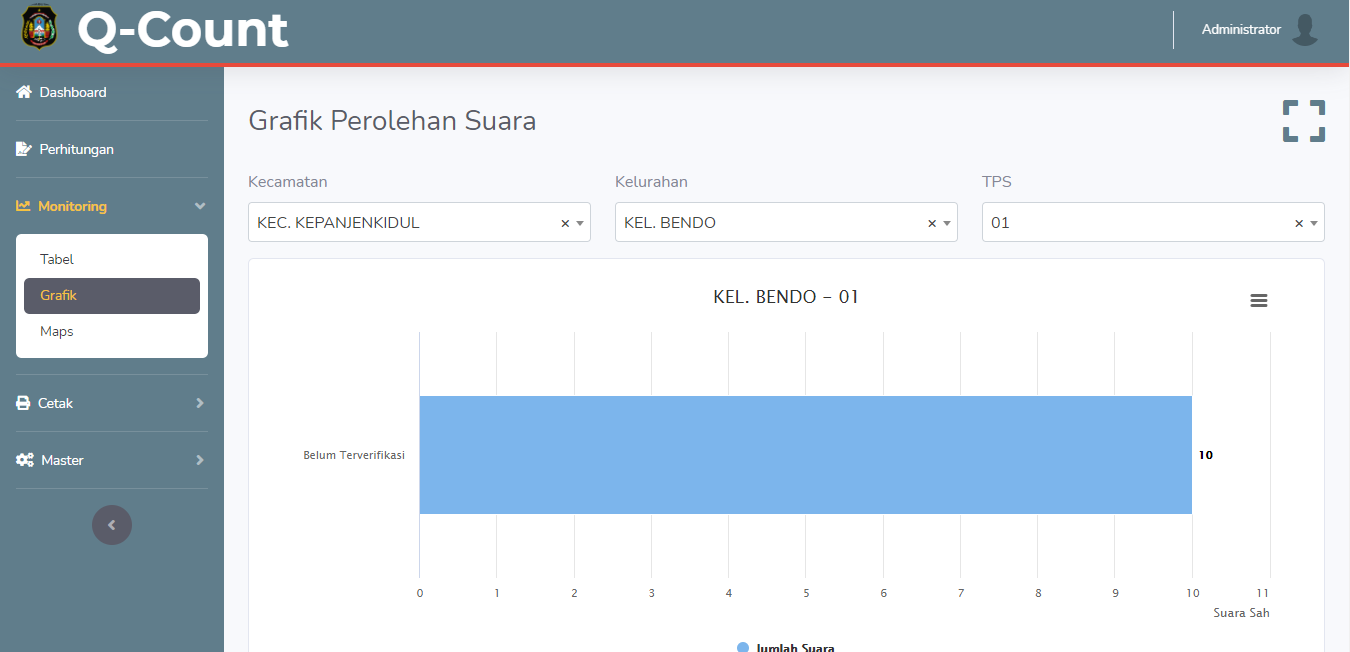 Q-Count
Administrator
Dashboard
Perhitungan
Monitoring
Tabel
Grafik
Maps
Cetak
Master
Grafik Perolehan Suara
Kecamatan
Kelurahan
TPS
KEC. KEPANJENKIDUL
KEL. BENDO
01
KEL. BENDO - 01
Belum Terverifikasi
10
0 1 2 3 4 5 6 7 8 9 10 11
Suara Sah
Jumlah Suara